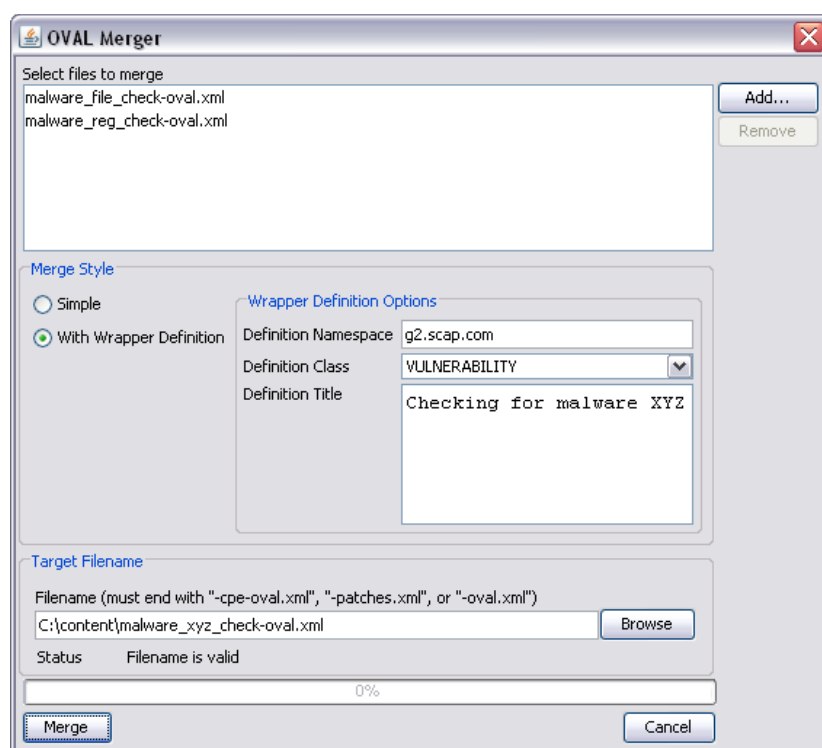 OVAL Merger
Select files to merge
malware_file_check-oval.xml
malware_reg_check-oval.xml
Add...
Remove
Merge Style
Simple
With Wrapper Definition
Wrapper Definition Options
Definition Namespace g2.scap.com
Definition Class VULNERABILITY
Definition Title Checking for malware XYZ
Target Filename
Filename (must end with "-cpe-oval.xml", "-patches.xml", or "-oval.xml")
C:\content\malware_xyz_check-oval.xml Browse
Status Filename is valid
0%
Merge Cancel